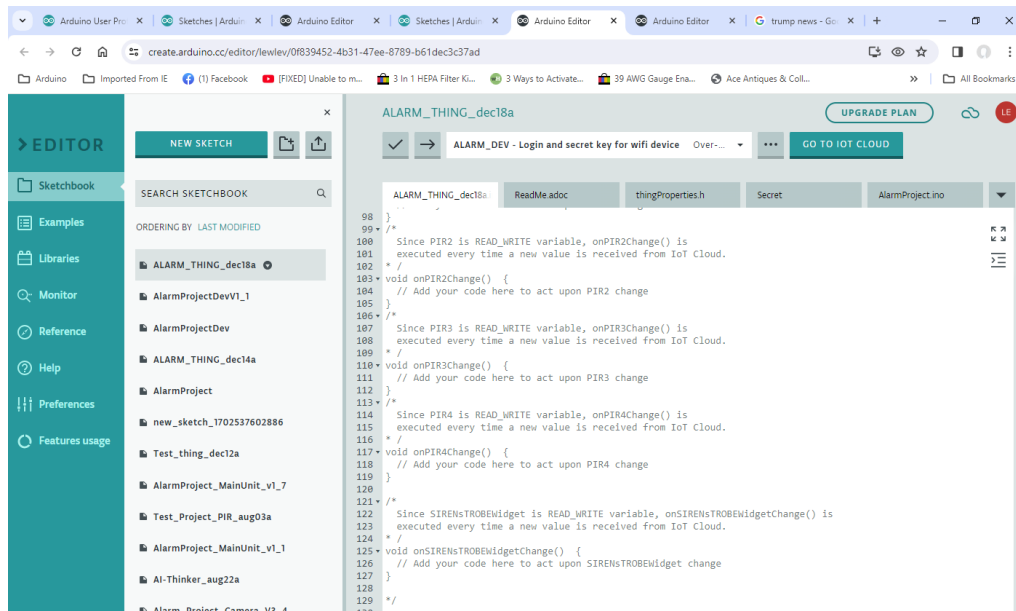 Arduino User Pro
Sketches | Arduin
Arduino Editor
Sketches | Arduin
Arduino Editor
Arduino Editor
trump news - Go
create.arduino.cc/editor/lewlev/0f839452-4b31-47ee-8789-b61dec3c37ad
Arduino
Imported From IE
(1) Facebook
[FIXED] Unable to m...
3 In 1 HEPA Filter Ki...
3 Ways to Activate...
39 AWG Gauge Ena...
Ace Antiques & Coll...
»
All Bookmarks
EDITOR
Sketchbook
Examples
Libraries
Monitor
Reference
Help
Preferences
Features usage
NEW SKETCH
SEARCH SKETCHBOOK
ORDERING BY LAST MODIFIED
ALARM_THING_dec18a
AlarmProjectDevV1_1
AlarmProjectDev
ALARM_THING_dec14a
AlarmProject
new_sketch_1702537602886
Test_thing_dec12a
AlarmProject_MainUnit_v1_7
Test_Project_PIR_aug03a
AlarmProject_MainUnit_v1_1
AI-Thinker_aug22a
Alarm_Project_Camera_V3_4
ALARM_THING_dec18a
UPGRADE PLAN
LE
ALARM_DEV - Login and secret key for wifi device Over-...
GO TO IOT CLOUD
ALARM_THING_dec18a
ReadMe.adoc
thingProperties.h
Secret
AlarmProject.ino
98 }
99 /*
100 Since PIR2 is READ_WRITE variable, onPIR2Change() is
101 executed every time a new value is received from IoT Cloud.
102 * /
103 void onPIR2Change() {
104 // Add your code here to act upon PIR2 change
105 }
106 /*
107 Since PIR3 is READ_WRITE variable, onPIR3Change() is
108 executed every time a new value is received from IoT Cloud.
109 * /
110 void onPIR3Change() {
111 // Add your code here to act upon PIR3 change
112 }
113 /*
114 Since PIR4 is READ_WRITE variable, onPIR4Change() is
115 executed every time a new value is received from IoT Cloud.
116 * /
117 void onPIR4Change() {
118 // Add your code here to act upon PIR4 change
119 }
120
121 /*
122 Since SIRENsTROBEWidget is READ_WRITE variable, onSIRENsTROBEWidgetChange() is
123 executed every time a new value is received from IoT Cloud.
124 * /
125 void onSIRENsTROBEWidgetChange() {
126 // Add your code here to act upon SIRENsTROBEWidget change
127 }
128
129 */